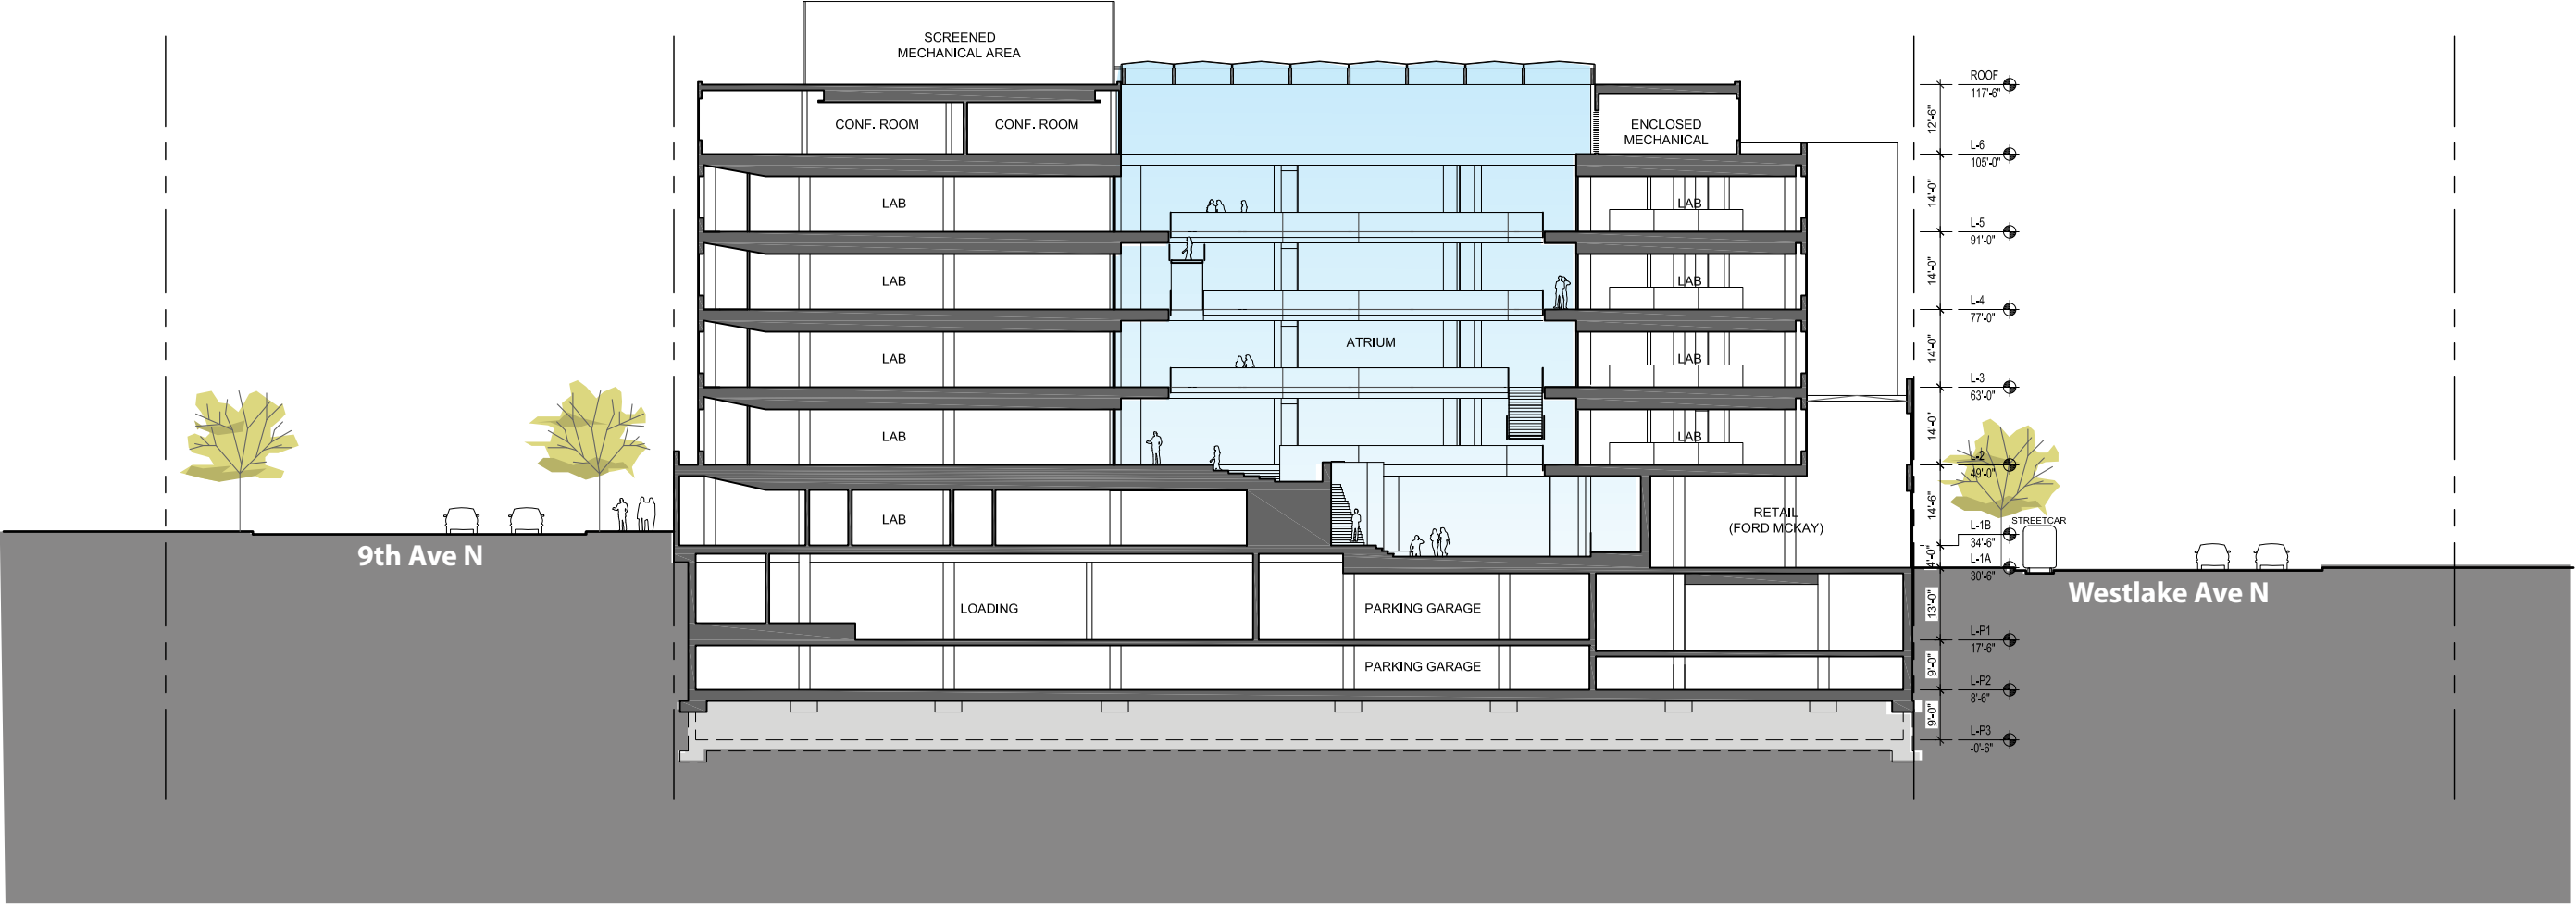 SCREENED
MECHANICAL AREA
CONF. ROOM
CONF. ROOM
ENCLOSED
MECHANICAL
LAB
LAB
LAB
LAB
ATRIUM
LAB
LAB
LAB
LAB
LAB
RETAIL
(FORD MCKAY)
LOADING
PARKING GARAGE
PARKING GARAGE
9th Ave N
Westlake Ave N
STREETCAR
ROOF
117'-6"
12'-6"
L-6
105'-0"
14'-0"
L-5
91'-0"
14'-0"
L-4
77'-0"
14'-0"
L-3
63'-0"
14'-0"
L-2
49'-0"
14'-6"
L-1B
34'-6"
4'-0"
L-1A
30'-6"
13'-0"
L-P1
17'-6"
9'-0"
L-P2
8'-6"
9'-0"
L-P3
-0'-6"